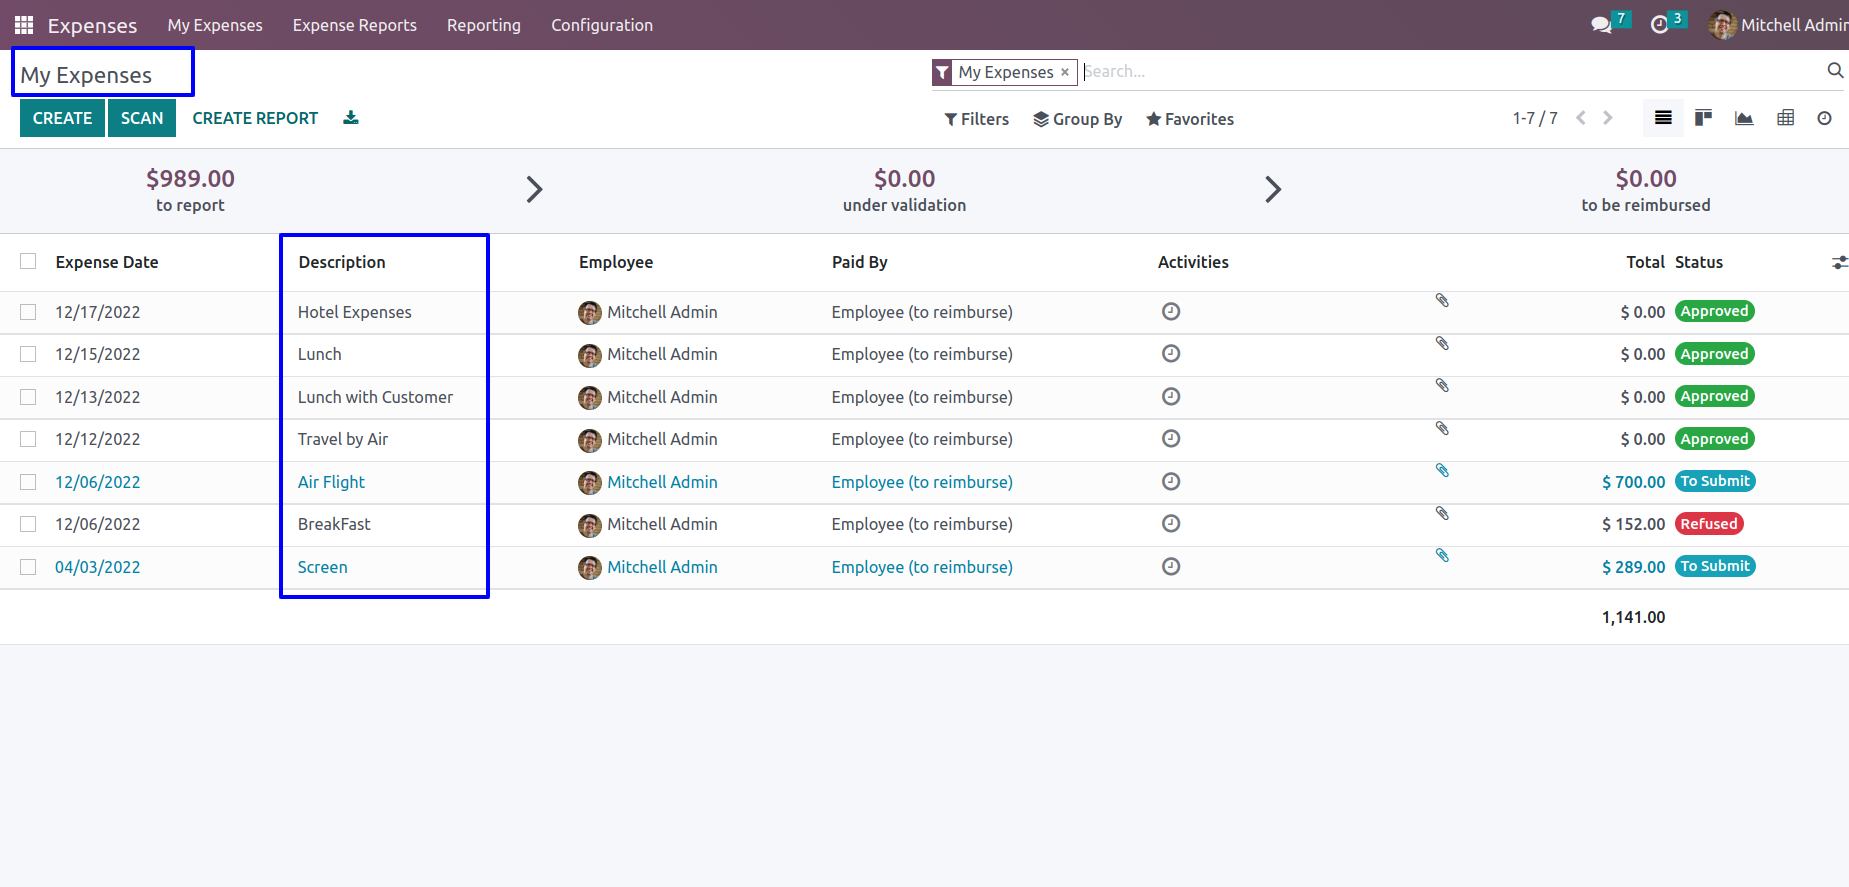 Expenses My Expenses Expense Reports Reporting Configuration 7 3 Mitchell Admin
My Expenses
My Expenses × Search...
CREATE SCAN CREATE REPORT
Filters Group By Favorites 1-7 / 7
$989.00 $0.00 $0.00
to report under validation to be reimbursed
Expense Date Description Employee Paid By Activities Total Status
12/17/2022 Hotel Expenses Mitchell Admin Employee (to reimburse) $ 0.00 Approved
12/15/2022 Lunch Mitchell Admin Employee (to reimburse) $ 0.00 Approved
12/13/2022 Lunch with Customer Mitchell Admin Employee (to reimburse) $ 0.00 Approved
12/12/2022 Travel by Air Mitchell Admin Employee (to reimburse) $ 0.00 Approved
12/06/2022 Air Flight Mitchell Admin Employee (to reimburse) $ 700.00 To Submit
12/06/2022 BreakFast Mitchell Admin Employee (to reimburse) $ 152.00 Refused
04/03/2022 Screen Mitchell Admin Employee (to reimburse) $ 289.00 To Submit
1,141.00